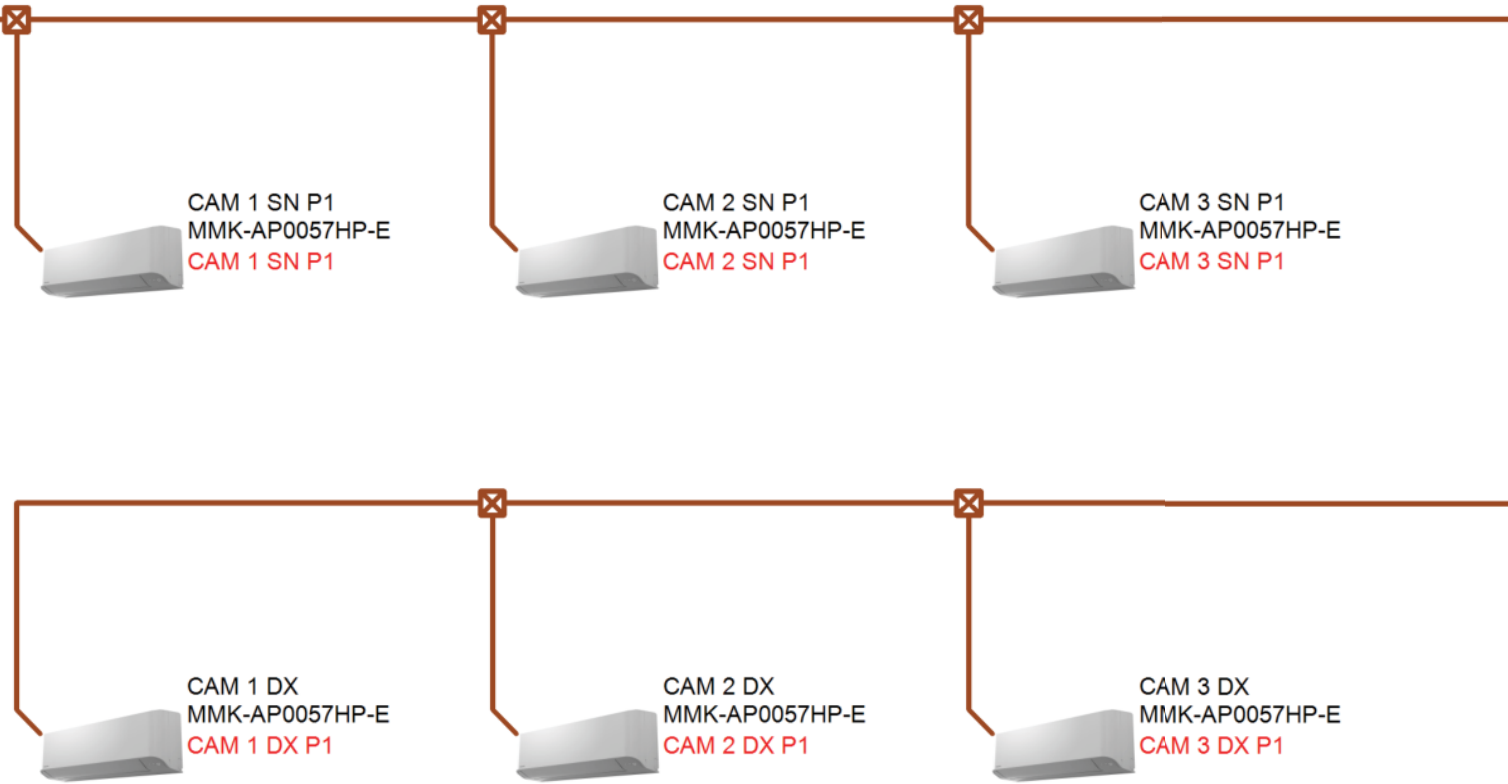 CAM 1 SN P1
MMK-AP0057HP-E
CAM 1 SN P1
CAM 2 SN P1
MMK-AP0057HP-E
CAM 2 SN P1
CAM 3 SN P1
MMK-AP0057HP-E
CAM 3 SN P1
CAM 1 DX
MMK-AP0057HP-E
CAM 1 DX P1
CAM 2 DX
MMK-AP0057HP-E
CAM 2 DX P1
CAM 3 DX
MMK-AP0057HP-E
CAM 3 DX P1